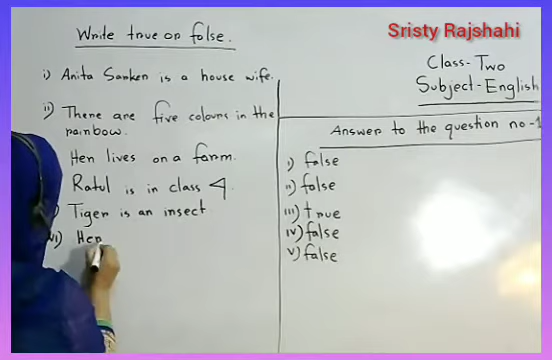 Sristy Rajshahi
Write true or false.
Class-Two
Subject-English
i) Anita Sarker is a house wife.
ii) There are five colours in the
rainbow.
Hen lives on a farm.
Ratul is in class 4.
) Tiger is an insect.
vi) Hen
Answer to the question no-1
i) false
ii) false
iii) true
iv) false
v) false